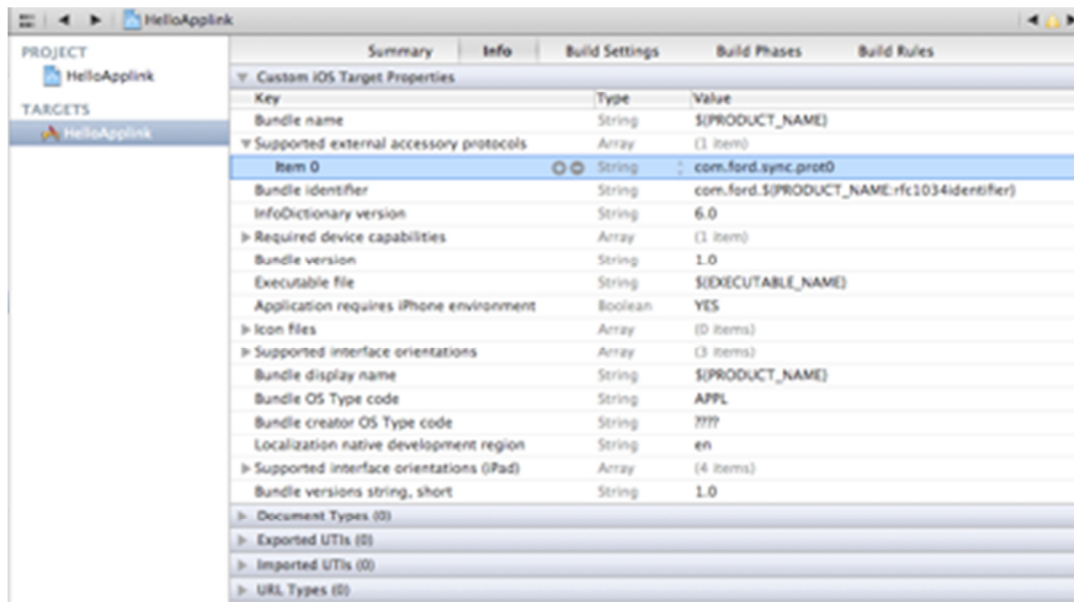 HelloApplink
PROJECT
HelloApplink
TARGETS
HelloApplink
Summary Info Build Settings Build Phases Build Rules
Custom iOS Target Properties
Key Type Value
Bundle name String ${PRODUCT_NAME}
Supported external accessory protocols Array (1 item)
Item 0 String com.ford.sync.prot0
Bundle identifier String com.ford.${PRODUCT_NAME:rfc1034identifier}
InfoDictionary version String 6.0
Required device capabilities Array (1 item)
Bundle version String 1.0
Executable file String ${EXECUTABLE_NAME}
Application requires iPhone environment Boolean YES
Icon files Array (0 items)
Supported interface orientations Array (3 items)
Bundle display name String ${PRODUCT_NAME}
Bundle OS Type code String APPL
Bundle creator OS Type code String ????
Localization native development region String en
Supported interface orientations (iPad) Array (4 items)
Bundle versions string, short String 1.0
Document Types (0)
Exported UTIs (0)
Imported UTIs (0)
URL Types (0)